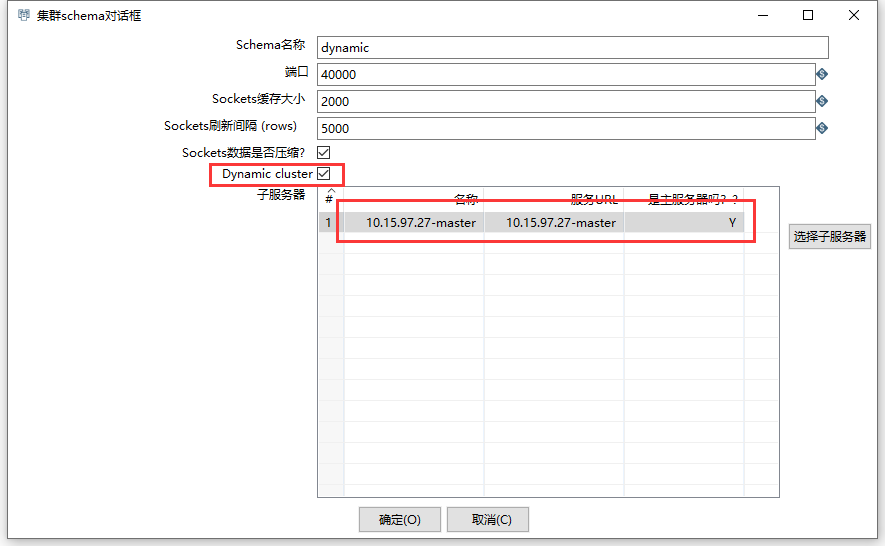 集群schema对话框
Schema名称 dynamic
端口 40000
Sockets缓存大小 2000
Sockets刷新间隔 (rows) 5000
Sockets数据是否压缩?
Dynamic cluster
子服务器
# 名称 服务URL 是主服务器吗? ?
1 10.15.97.27-master 10.15.97.27-master Y
选择子服务器
确定(O) 取消(C)